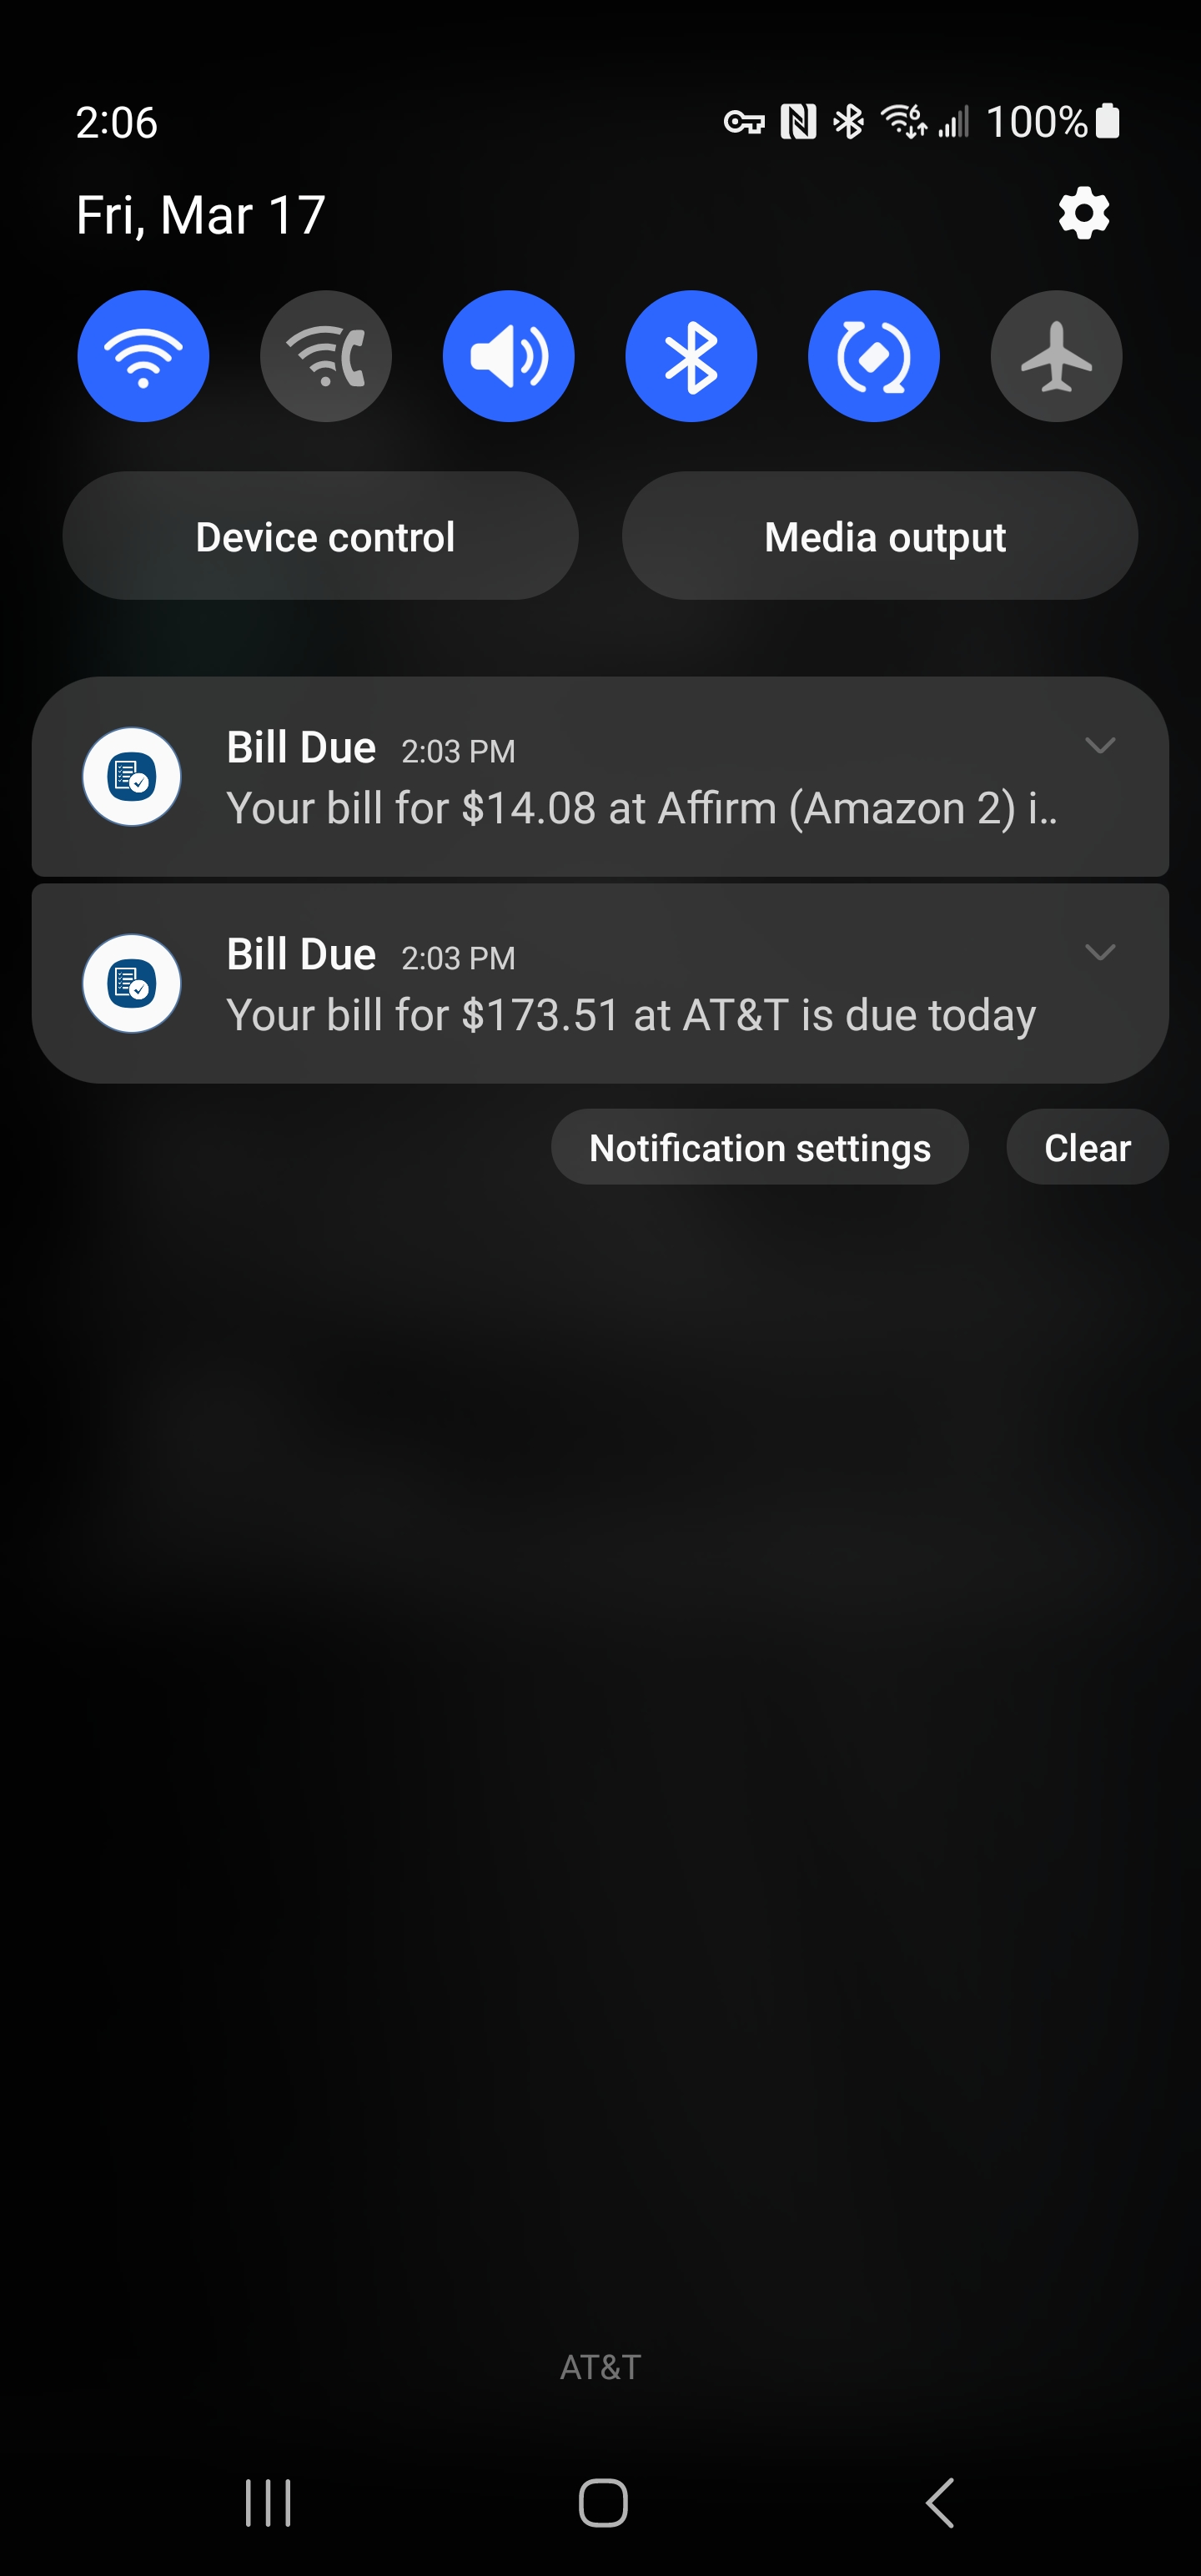 2:06
100%
Fri, Mar 17
Device control
Media output
Bill Due 2:03 PM
Your bill for $14.08 at Affirm (Amazon 2) i..
Bill Due 2:03 PM
Your bill for $173.51 at AT&T is due today
Notification settings
Clear
AT&T